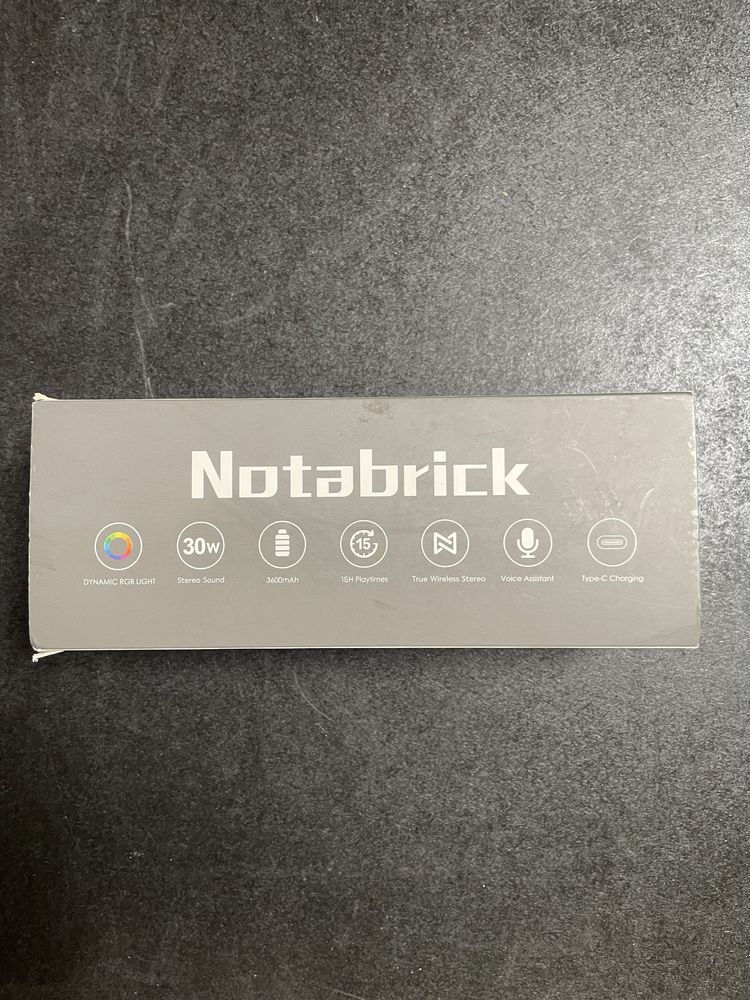 Notabrick
30W
15
DYNAMIC RGB LIGHT
Stereo Sound
3600mAh
15H Playtimes
True Wireless Stereo
Voice Assistant
Type-C Charging